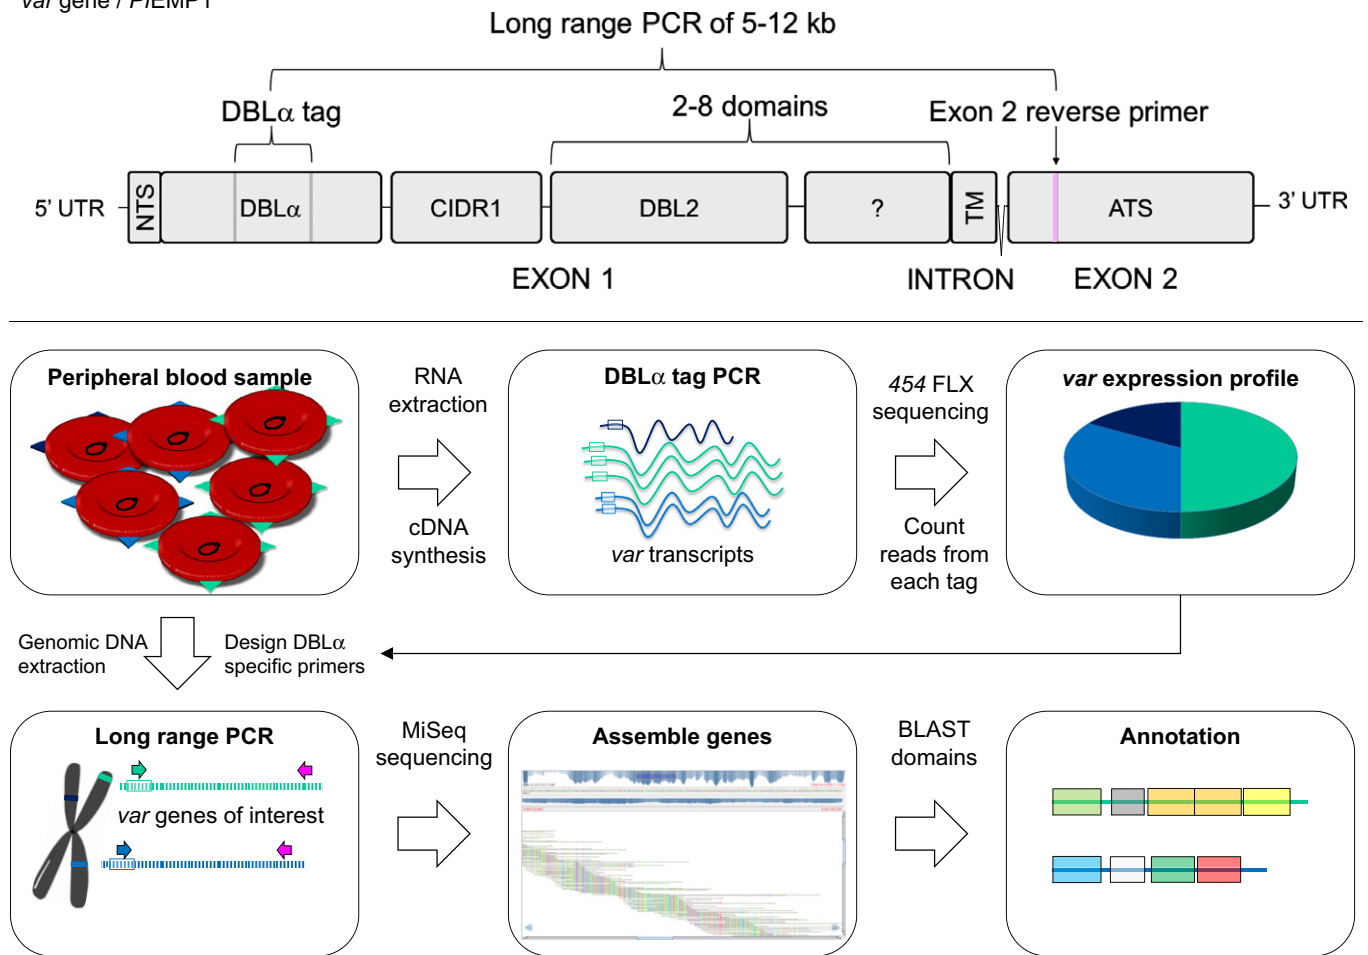 var gene / PfEMP1
Long range PCR of 5-12 kb
DBLα tag
2-8 domains
Exon 2 reverse primer
5' UTR
NTS
DBLα
CIDR1
DBL2
?
TM
ATS
3' UTR
EXON 1
INTRON
EXON 2
Peripheral blood sample
RNA
extraction
cDNA
synthesis
DBLα tag PCR
var transcripts
454 FLX
sequencing
Count
reads from
each tag
var expression profile
Genomic DNA
extraction
Design DBLα
specific primers
Long range PCR
var genes of interest
MiSeq
sequencing
Assemble genes
BLAST
domains
Annotation